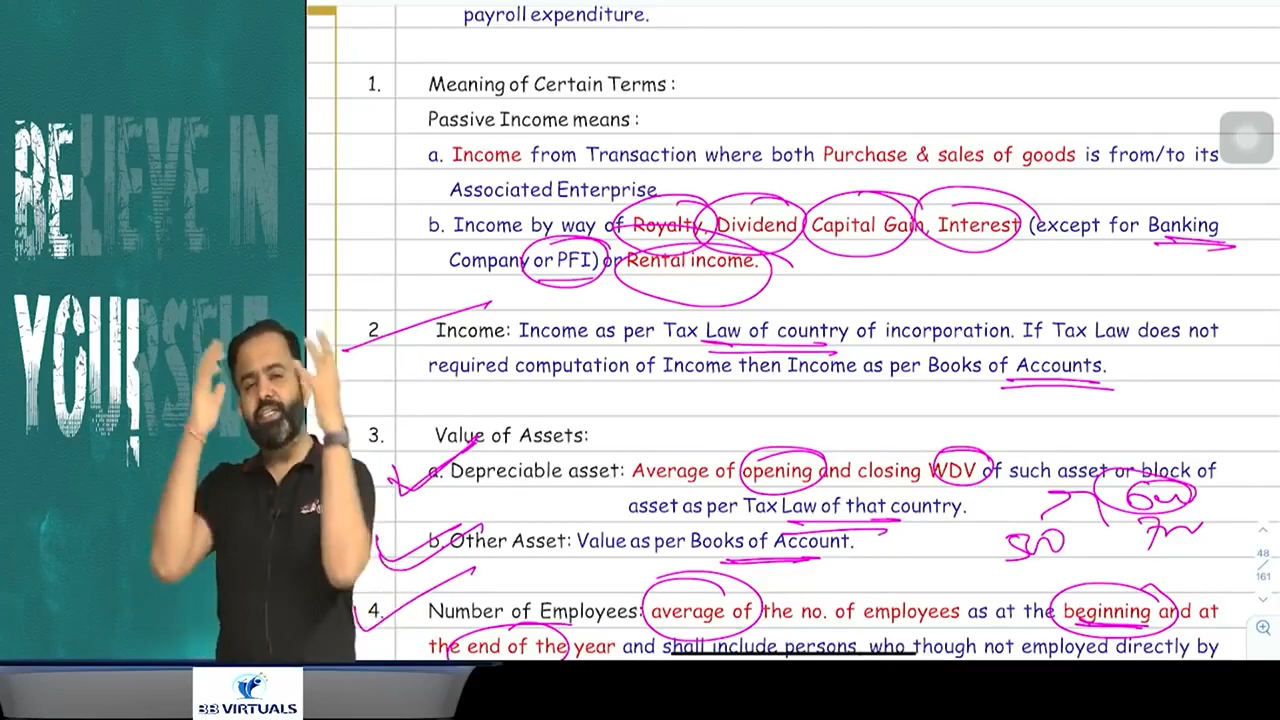 payroll expenditure.
1. Meaning of Certain Terms :
Passive Income means :
a. Income from Transaction where both Purchase & sales of goods is from/to its
Associated Enterprise
b. Income by way of Royalty, Dividend Capital Gain, Interest (except for Banking
Company or PFI) or Rental income.
2 Income: Income as per Tax Law of country of incorporation. If Tax Law does not
required computation of Income then Income as per Books of Accounts.
3. Value of Assets:
a. Depreciable asset: Average of opening and closing WDV of such asset or block of
asset as per Tax Law of that country.
b. Other Asset: Value as per Books of Account.
4. Number of Employees: average of the no. of employees as at the beginning and at
the end of the year and shall include persons, who though not employed directly by
BELIEVE IN
YOURSELF
YOU!
48
161
BB VIRTUALS